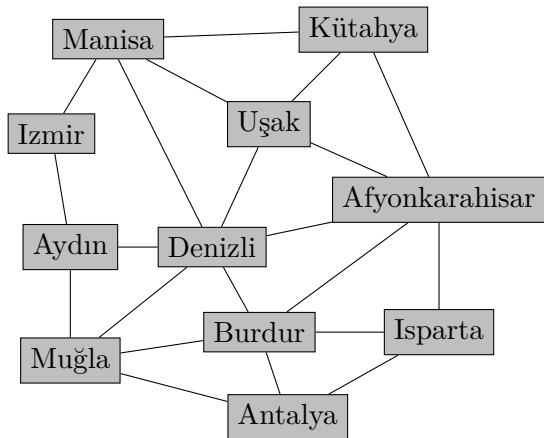 Manisa
Kütahya
Uşak
Izmir
Afyonkarahisar
Aydın
Denizli
Burdur
Isparta
Muğla
Antalya